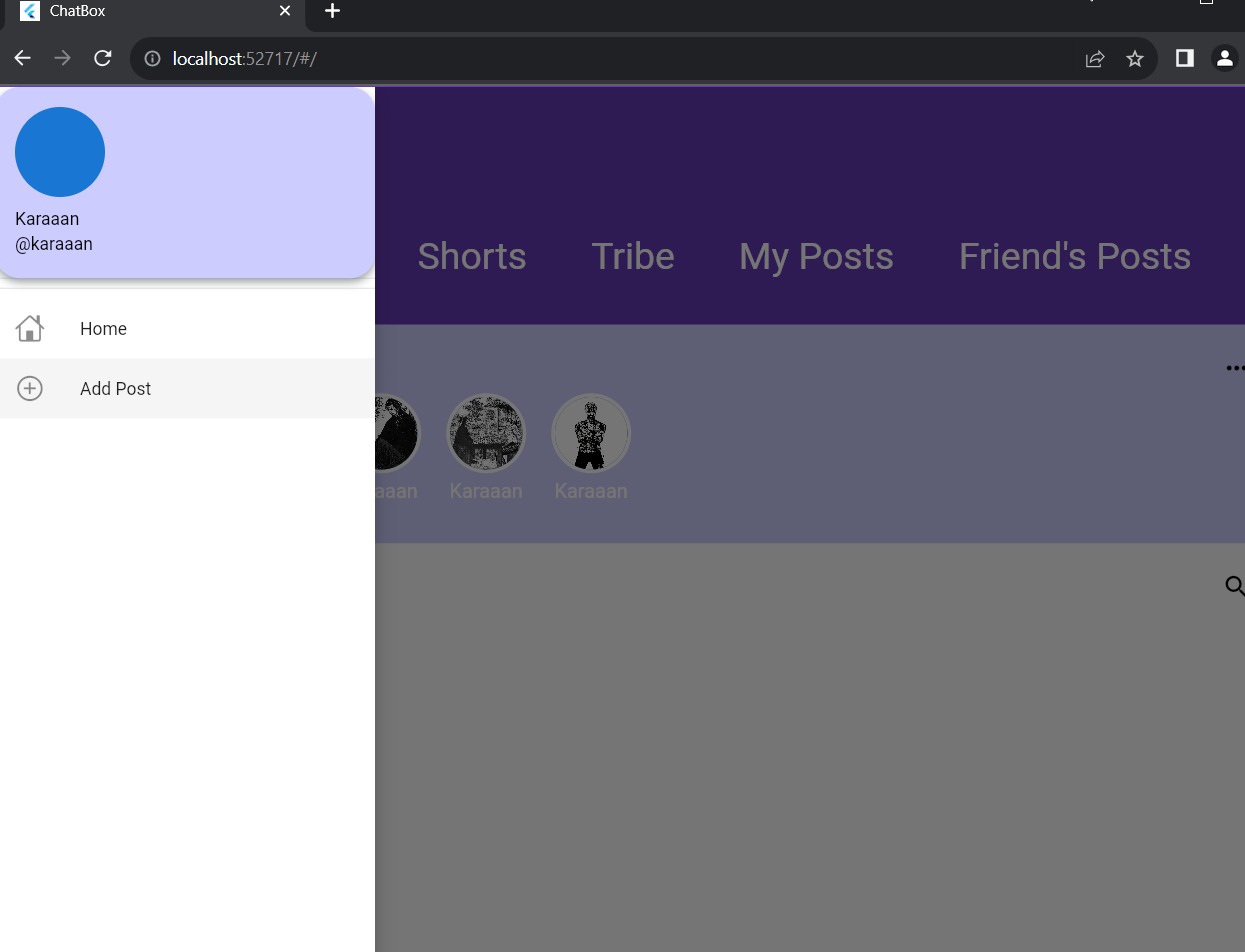 ChatBox
localhost:52717/#/
Karaaan
@karaaan
Home
Add Post
Shorts
Tribe
My Posts
Friend's Posts
aaan
Karaaan
Karaaan